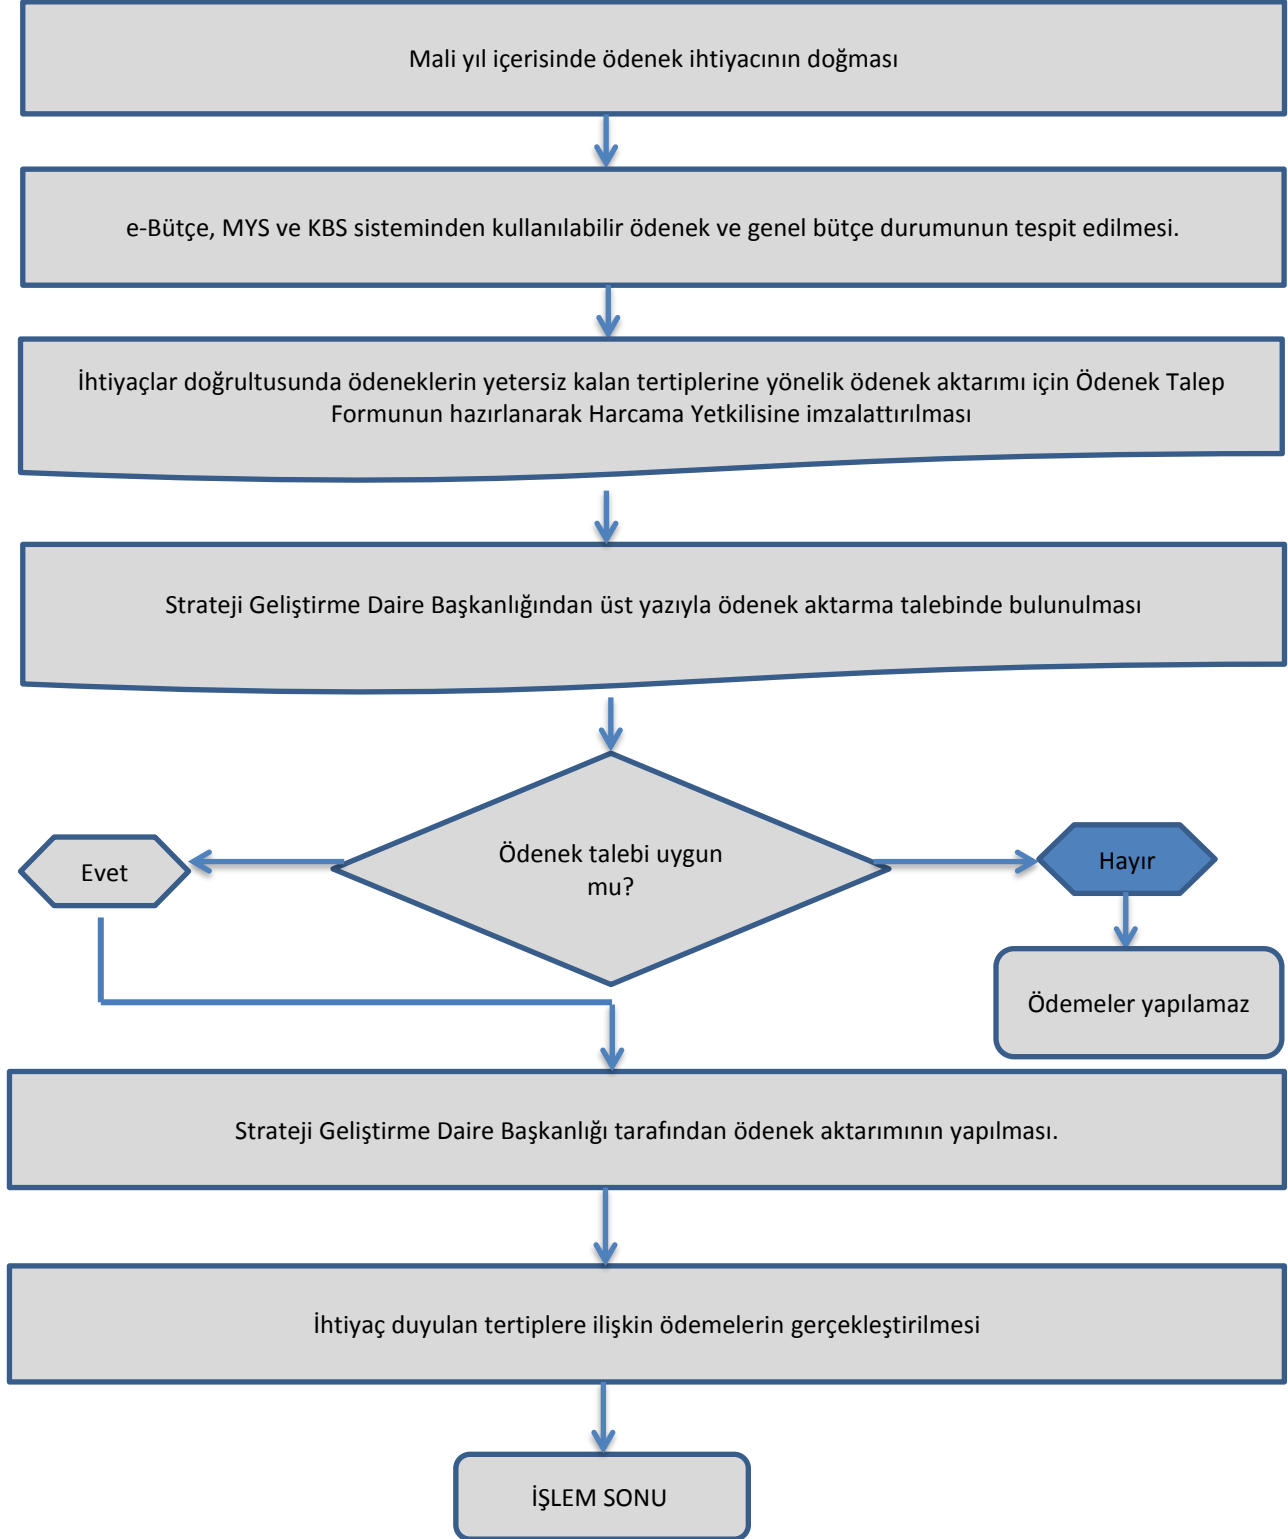 Mali yıl içerisinde ödenek ihtiyacının doğması
e-Bütçe, MYS ve KBS sisteminden kullanılabilir ödenek ve genel bütçe durumunun tespit edilmesi.
İhtiyaçlar doğrultusunda ödeneklerin yetersiz kalan tertiplerine yönelik ödenek aktarımı için Ödenek Talep
Formunun hazırlanarak Harcama Yetkilisine imzalattırılması
Strateji Geliştirme Daire Başkanlığından üst yazıyla ödenek aktarma talebinde bulunulması
Ödenek talebi uygun
mu?
Evet
Hayır
Ödemeler yapılamaz
Strateji Geliştirme Daire Başkanlığı tarafından ödenek aktarımının yapılması.
İhtiyaç duyulan tertiplere ilişkin ödemelerin gerçekleştirilmesi
İŞLEM SONU